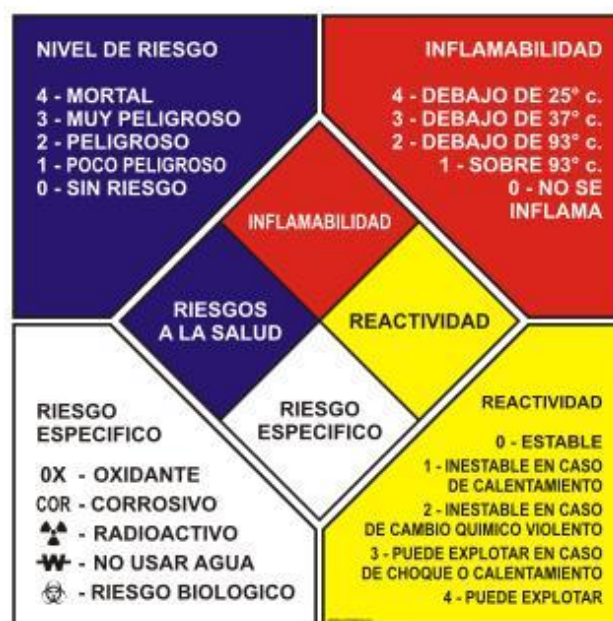 NIVEL DE RIESGO
4 - MORTAL
3 - MUY PELIGROSO
2 - PELIGROSO
1 - POCO PELIGROSO
0 - SIN RIESGO
INFLAMABILIDAD
4 - DEBAJO DE 25° c.
3 - DEBAJO DE 37° c.
2 - DEBAJO DE 93° c.
1 - SOBRE 93° c.
0 - NO SE
INFLAMA
INFLAMABILIDAD
RIESGOS
A LA SALUD
REACTIVIDAD
RIESGO
ESPECIFICO
RIESGO
ESPECIFICO
0X - OXIDANTE
COR - CORROSIVO
- RADIOACTIVO
W - NO USAR AGUA
- RIESGO BIOLOGICO
REACTIVIDAD
0 - ESTABLE
1 - INESTABLE EN CASO
DE CALENTAMIENTO
2 - INESTABLE EN CASO
DE CAMBIO QUIMICO VIOLENTO
3 - PUEDE EXPLOTAR EN CASO
DE CHOQUE O CALENTAMIENTO
4 - PUEDE EXPLOTAR